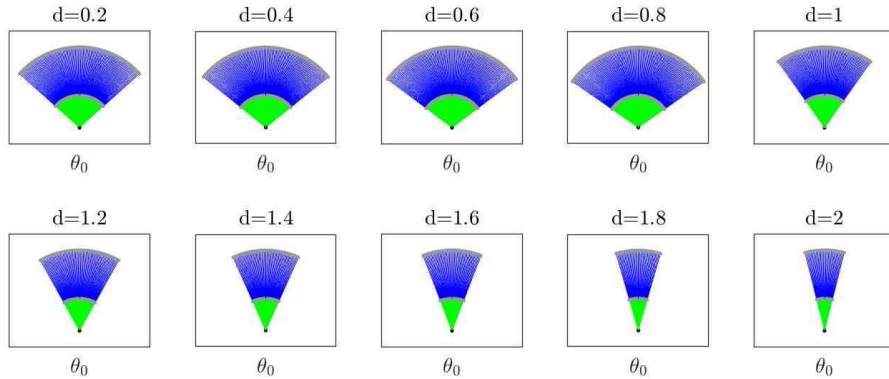 d=0.2 d=0.4 d=0.6 d=0.8 d=1
θ₀ θ₀ θ₀ θ₀ θ₀
d=1.2 d=1.4 d=1.6 d=1.8 d=2
θ₀ θ₀ θ₀ θ₀ θ₀